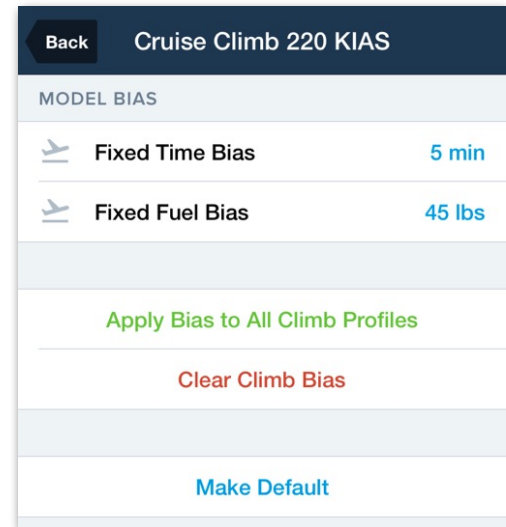 Back Cruise Climb 220 KIAS
MODEL BIAS
Fixed Time Bias 5 min
Fixed Fuel Bias 45 lbs
Apply Bias to All Climb Profiles
Clear Climb Bias
Make Default